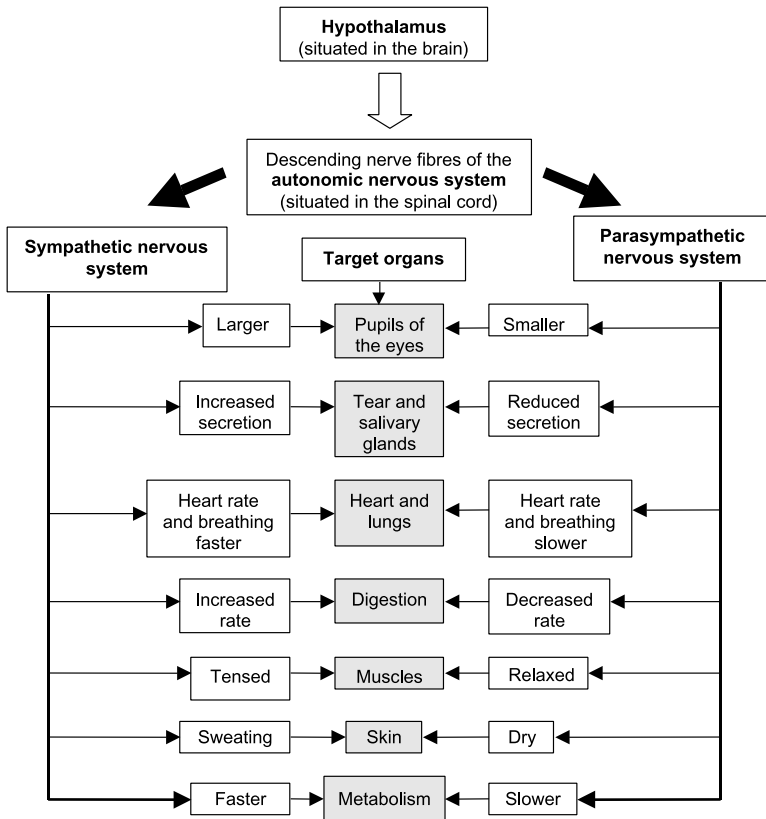 Hypothalamus
(situated in the brain)
Descending nerve fibres of the
autonomic nervous system
(situated in the spinal cord)
Sympathetic nervous
system
Target organs
Parasympathetic
nervous system
Larger
Pupils of
the eyes
Smaller
Increased
secretion
Tear and
salivary
glands
Reduced
secretion
Heart rate
and breathing
faster
Heart and
lungs
Heart rate
and breathing
slower
Increased
rate
Digestion
Decreased
rate
Tensed
Muscles
Relaxed
Sweating
Skin
Dry
Faster
Metabolism
Slower